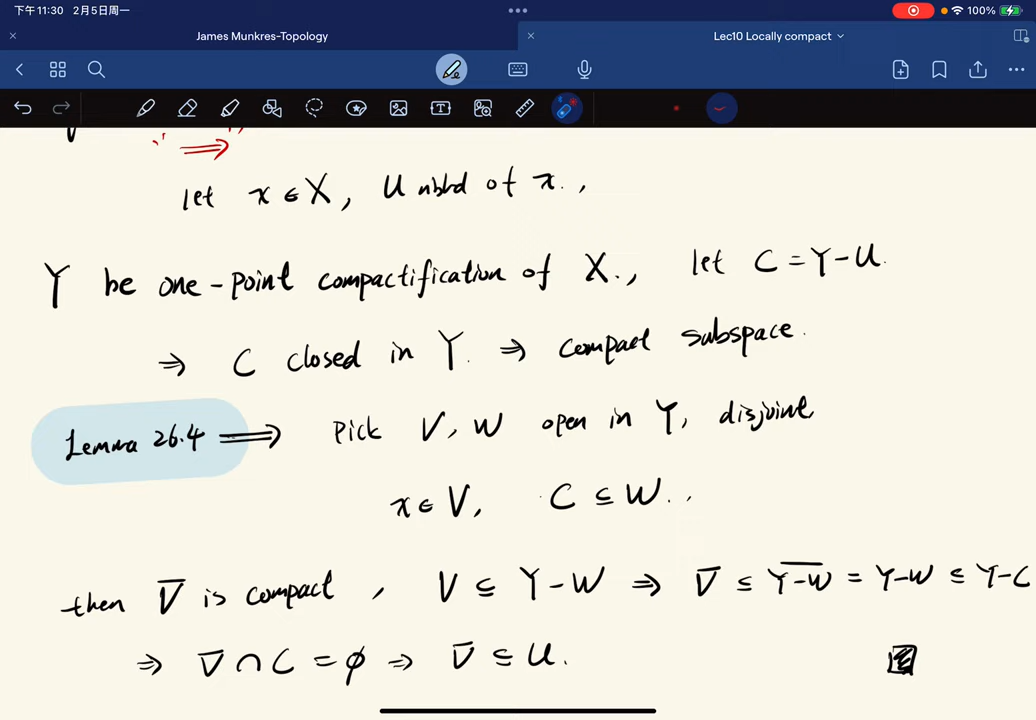 下午11:30 2月5日周一
100%
James Munkres-Topology
Lec10 Locally compact
"⇒"
let x ∈ X, U nbhd of x.,
Y be one-point compactification of X., let C = Y-U.
⇒ C closed in Y. ⇒ compact subspace.
Lemma 26.4 ⟹ Pick V, W open in Y, disjoint,
x ∈ V, C ⊆ W.,
then V̅ is compact, V ⊆ Y-W ⇒ V̅ ⊆ \overline{Y-W} = Y-W ⊆ Y-C
⇒ V̅ ∩ C = ∅ ⇒ V̅ ⊆ U.